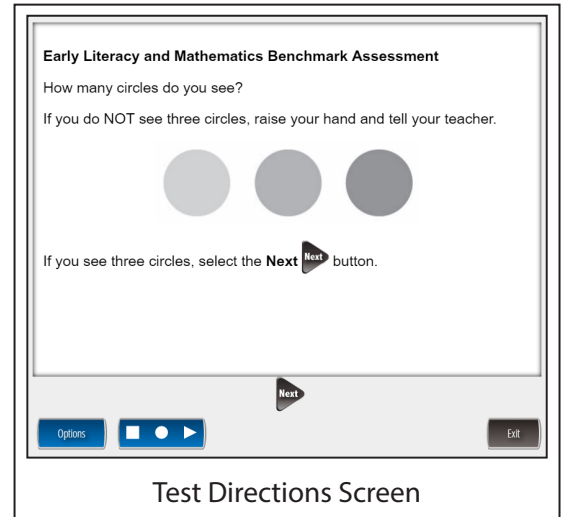 Early Literacy and Mathematics Benchmark Assessment
How many circles do you see?
If you do NOT see three circles, raise your hand and tell your teacher.
If you see three circles, select the Next Next button.
Next
Options
Exit
Test Directions Screen